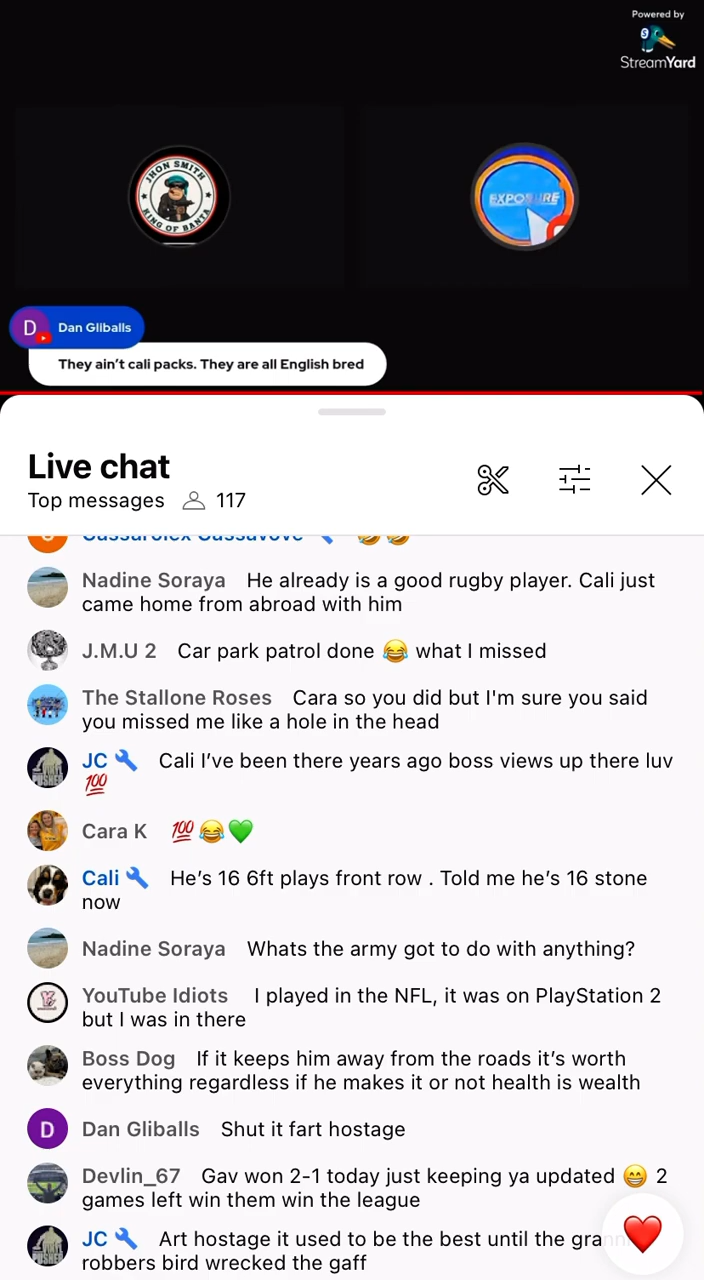 Powered by
StreamYard
JHON SMITH
KING OF BANTA
EXPOSURE
D Dan Gliballs
They ain't cali packs. They are all English bred
Live chat
Top messages 117
Nadine Soraya He already is a good rugby player. Cali just
came home from abroad with him
J.M.U 2 Car park patrol done 😂 what I missed
The Stallone Roses Cara so you did but I'm sure you said
you missed me like a hole in the head
JC 🔧 Cali I've been there years ago boss views up there luv
💯
Cara K 💯😂💚
Cali 🔧 He's 16 6ft plays front row . Told me he's 16 stone
now
Nadine Soraya Whats the army got to do with anything?
YouTube Idiots I played in the NFL, it was on PlayStation 2
but I was in there
Boss Dog If it keeps him away from the roads it's worth
everything regardless if he makes it or not health is wealth
D Dan Gliballs Shut it fart hostage
Devlin_67 Gav won 2-1 today just keeping ya updated 😁 2
games left win them win the league
JC 🔧 Art hostage it used to be the best until the
robbers bird wrecked the gaff